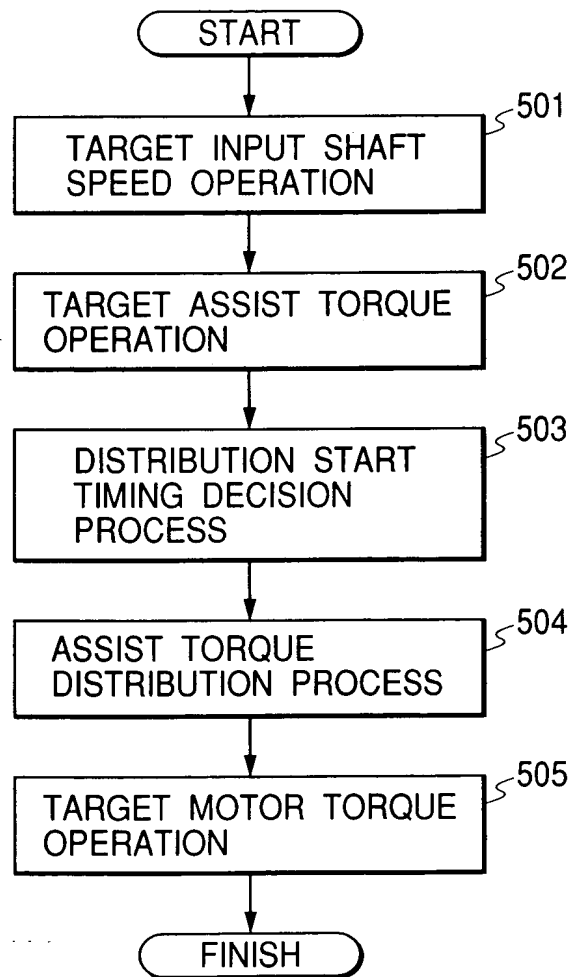 START
501
TARGET INPUT SHAFT
SPEED OPERATION
502
TARGET ASSIST TORQUE
OPERATION
503
DISTRIBUTION START
TIMING DECISION
PROCESS
504
ASSIST TORQUE
DISTRIBUTION PROCESS
505
TARGET MOTOR TORQUE
OPERATION
FINISH